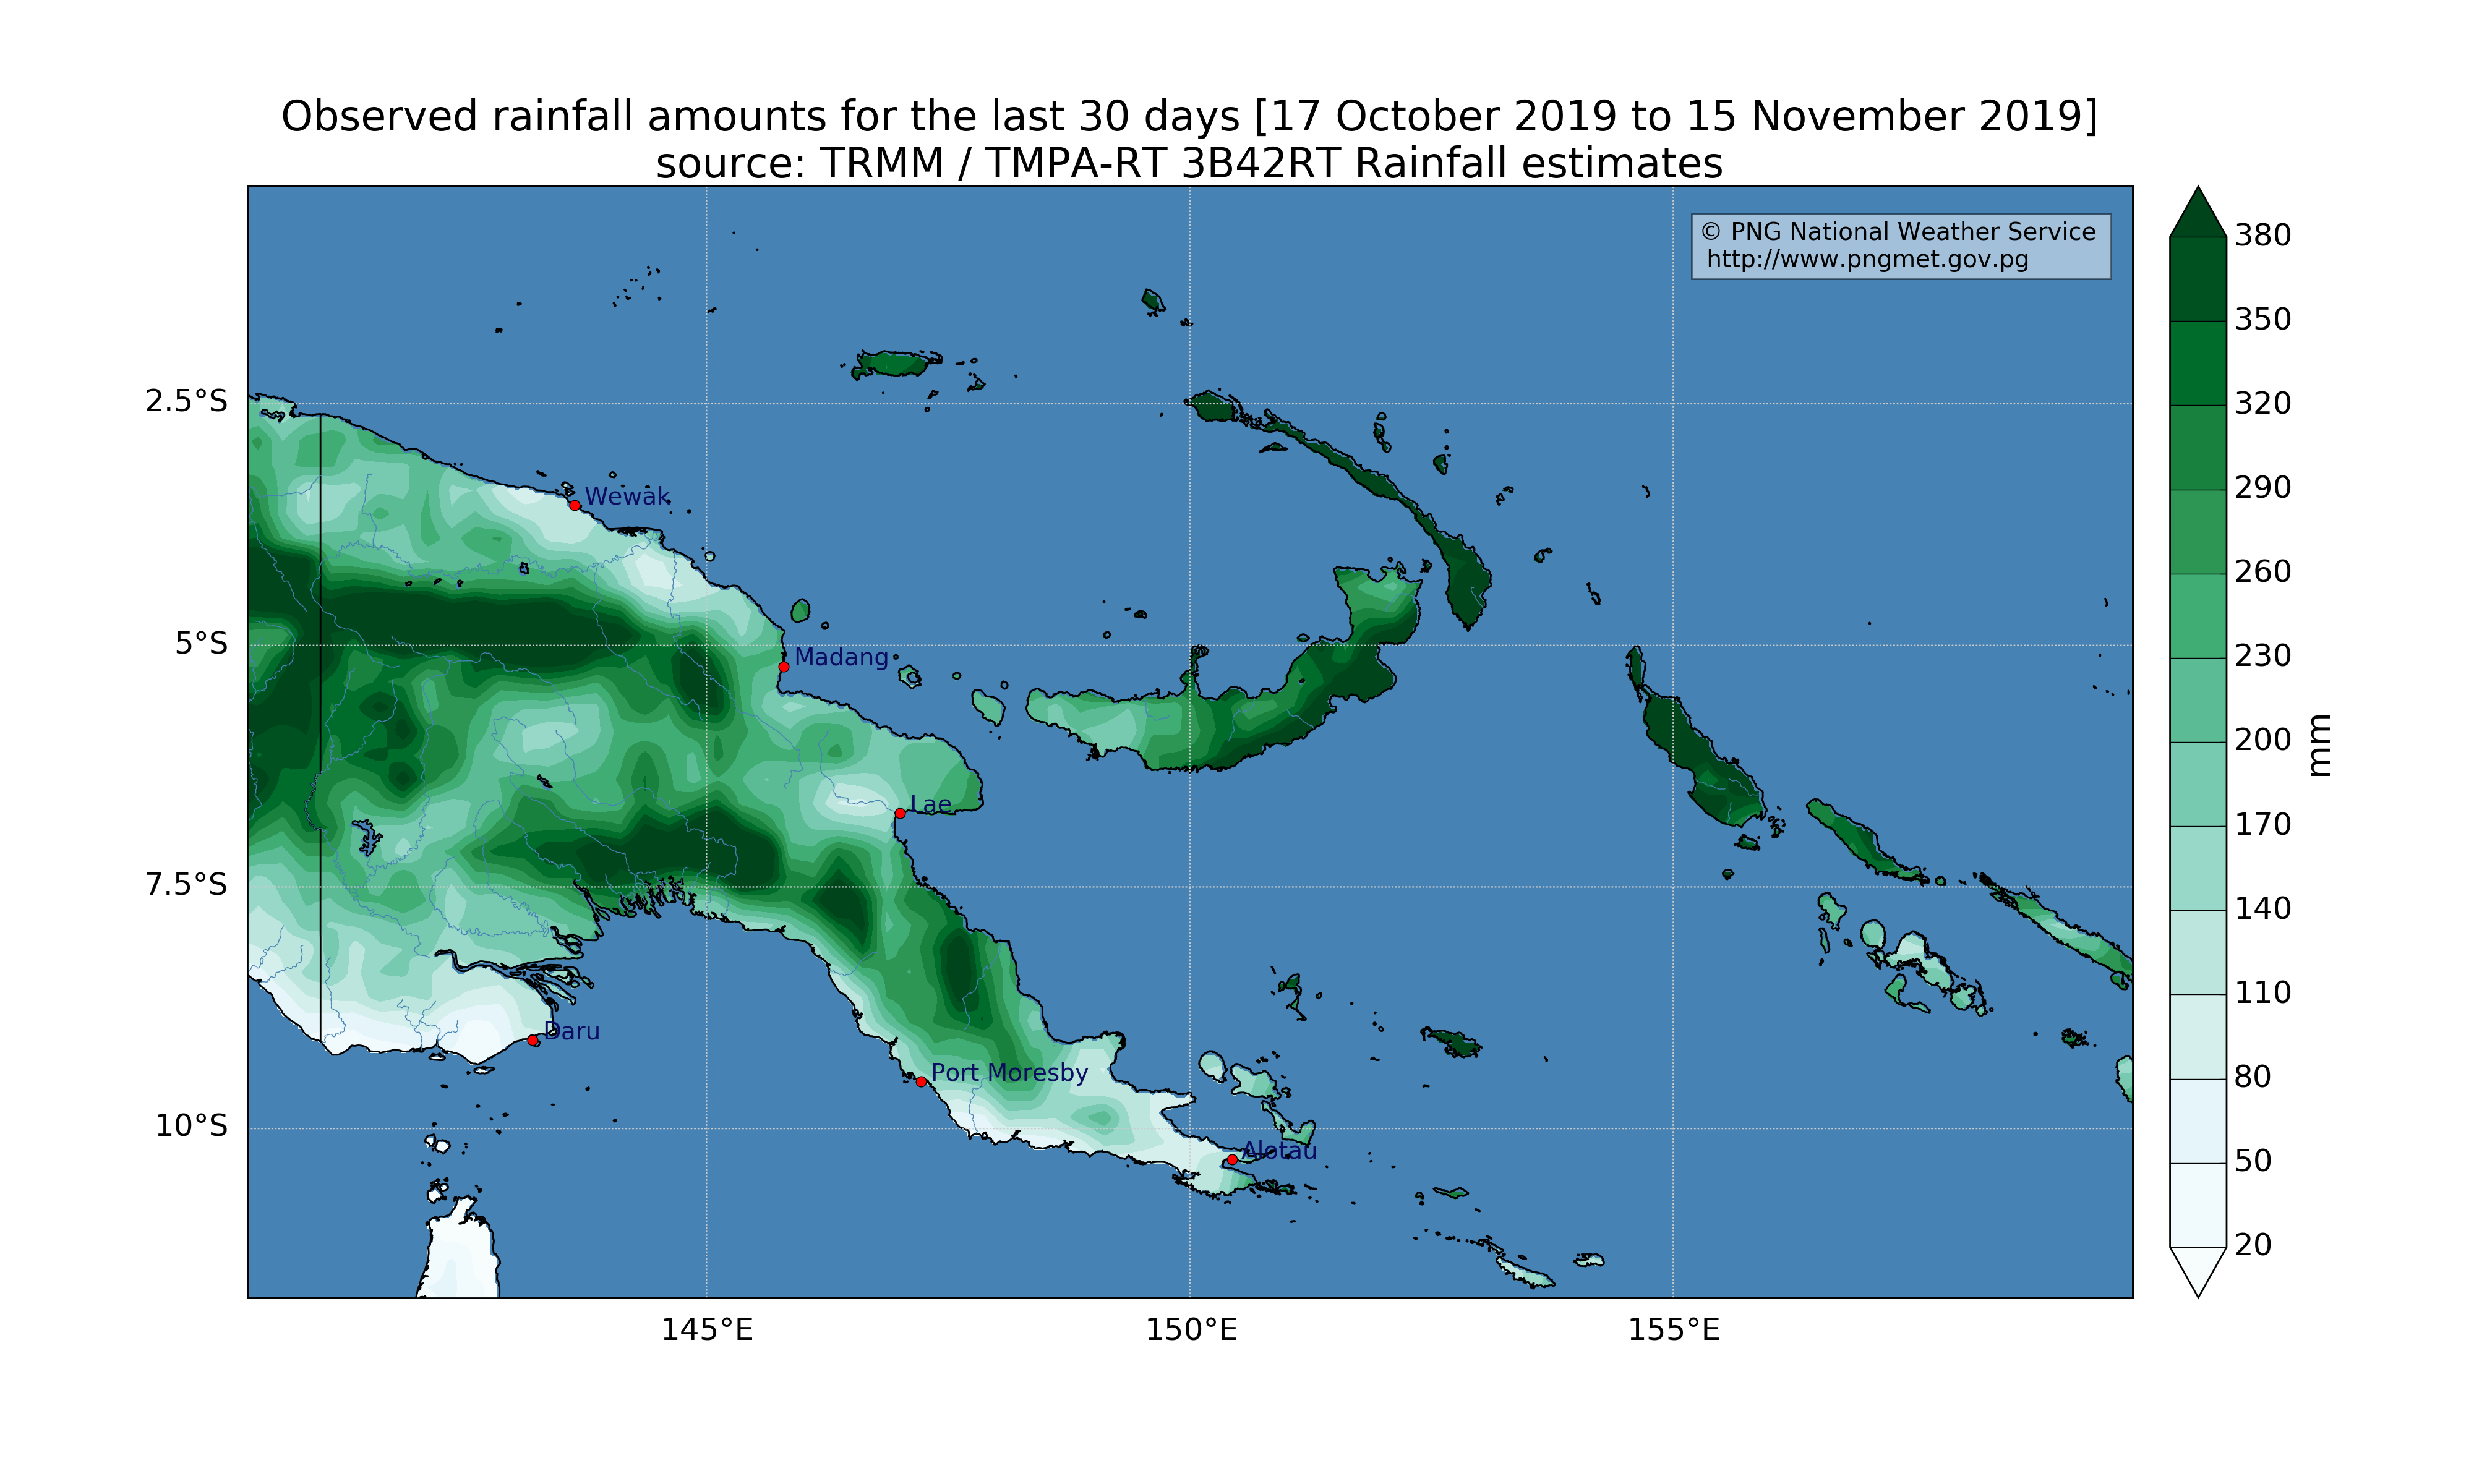 Observed rainfall amounts for the last 30 days [17 October 2019 to 15 November 2019]
source: TRMM / TMPA-RT 3B42RT Rainfall estimates
© PNG National Weather Service
http://www.pngmet.gov.pg
380
350
320
290
260
230
200
170
140
110
80
50
20
mm
2.5°S
5°S
7.5°S
10°S
Wewak
Madang
Lae
Daru
Port Moresby
Alotau
145°E
150°E
155°E